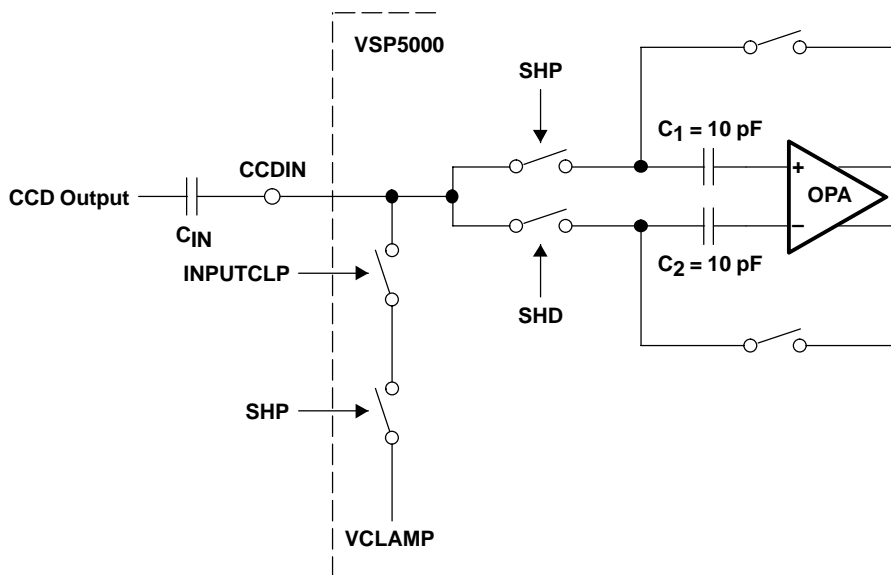 VSP5000
SHP
C1 = 10 pF
CCDIN
+
CCD Output
OPA
CIN
−
INPUTCLP
C2 = 10 pF
SHD
SHP
VCLAMP